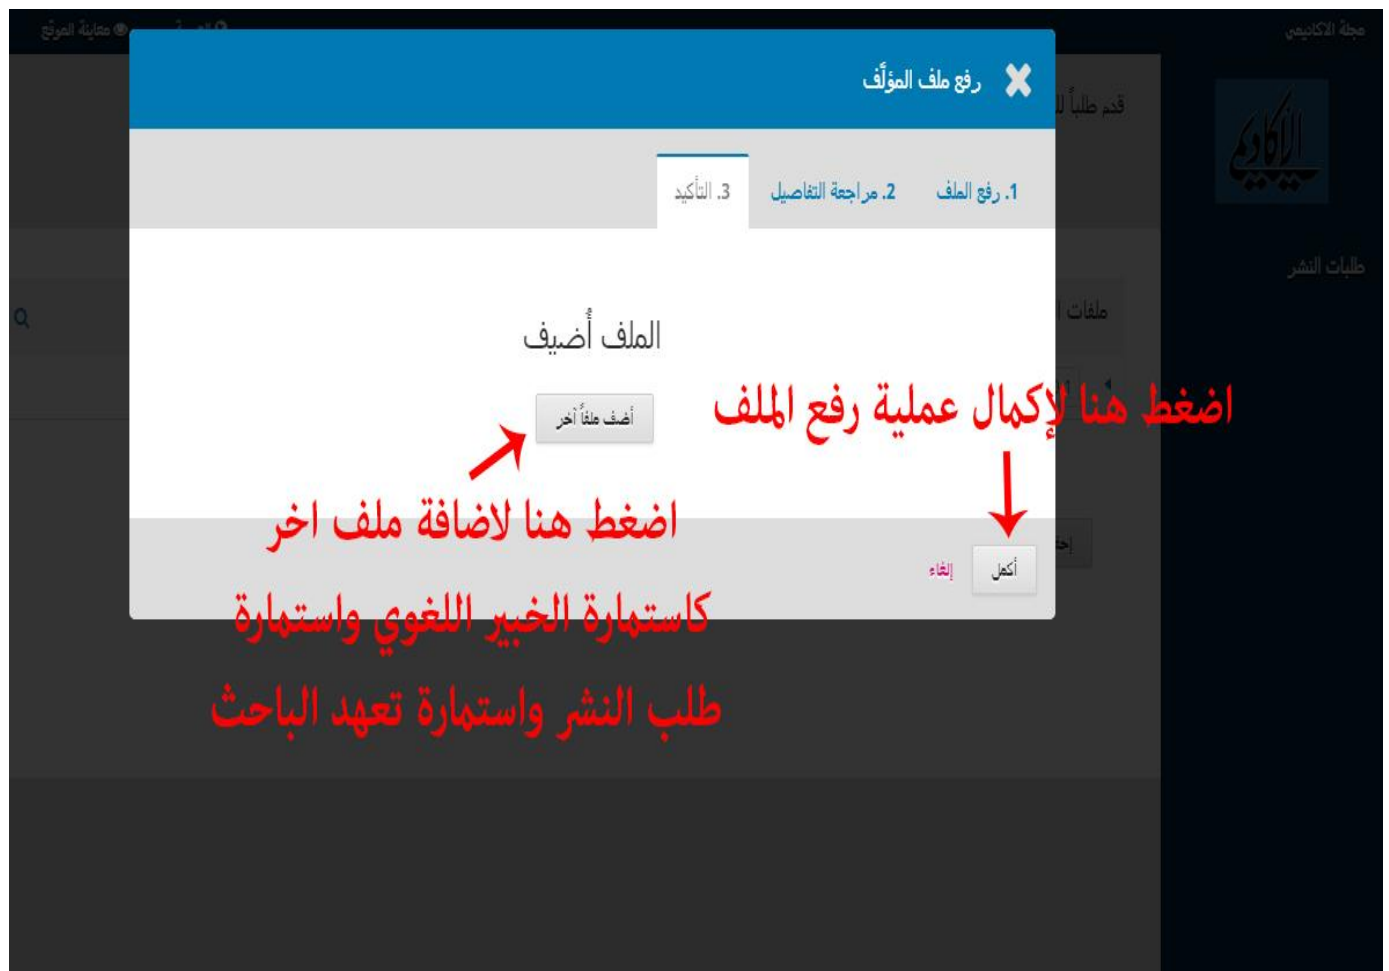 مجلة الاكاديمي
معاينة الموقع
رفع ملف المؤلَّف
قدم طلباً
الأكاديمي
1. رفع الملف
2. مراجعة التفاصيل
3. التأكيد
طلبات النشر
ملفات
الملف أُضيف
أضف ملفاً آخر
اضغط هنا لإكمال عملية رفع الملف
اضغط هنا لاضافة ملف اخر
كاستمارة الخبير اللغوي واستمارة
طلب النشر واستمارة تعهد الباحث
أكمل
إلغاء